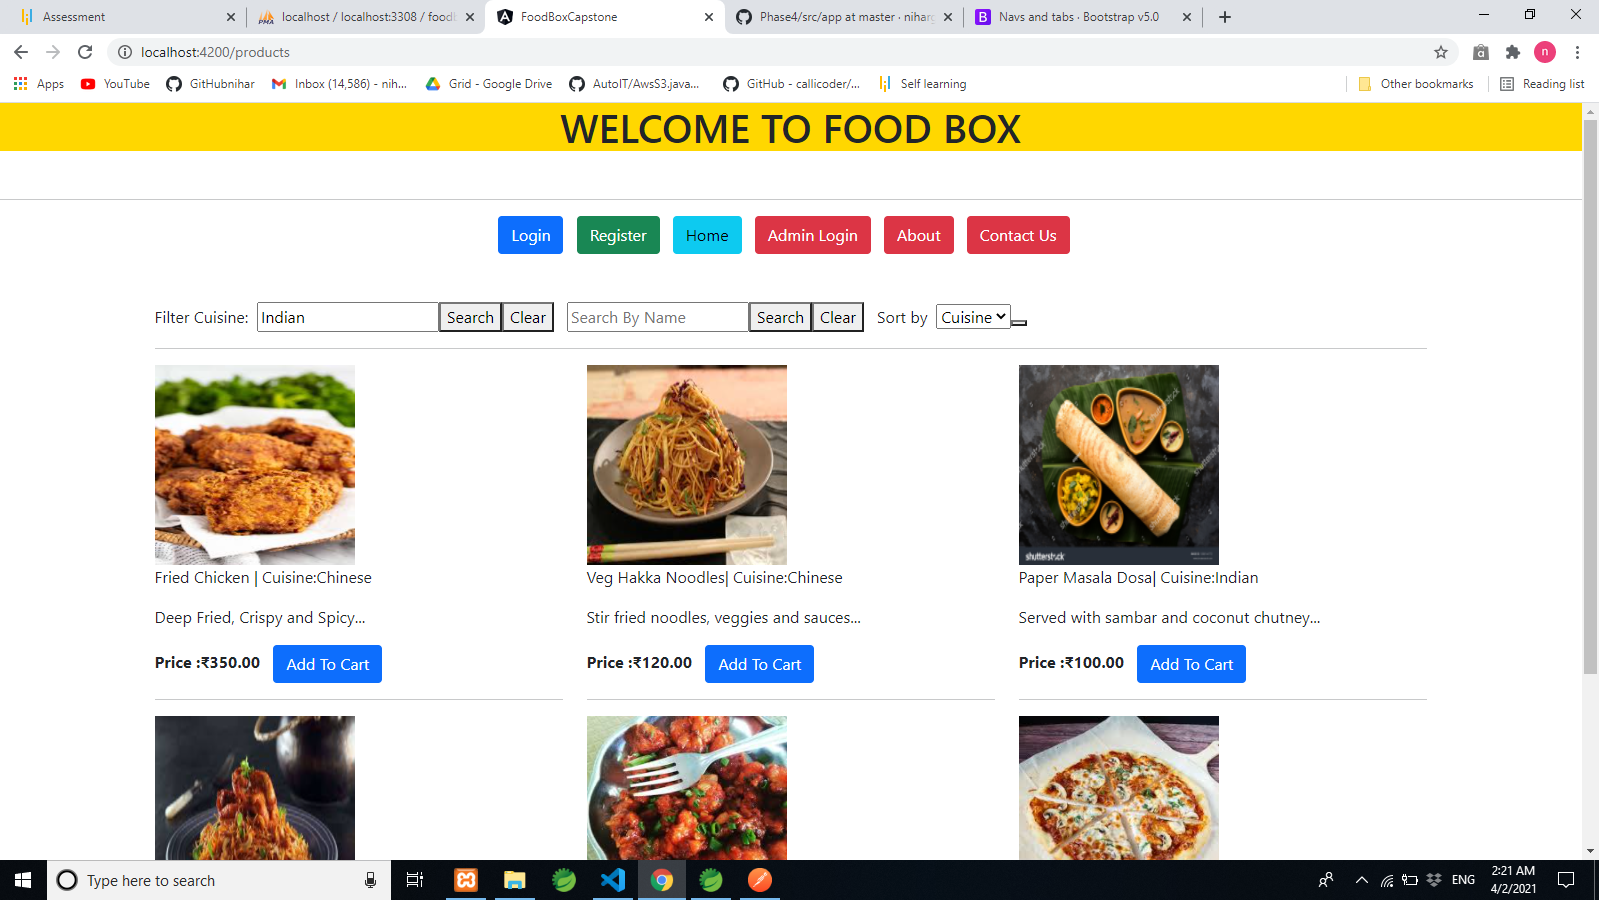 Assessment
localhost / localhost:3308 / foodb
FoodBoxCapstone
Phase4/src/app at master · niharg
Navs and tabs · Bootstrap v5.0
localhost:4200/products
n
Apps
YouTube
GitHubnihar
Inbox (14,586) - nih...
Grid - Google Drive
AutoIT/AwsS3.java...
GitHub - callicoder/...
Self learning
Other bookmarks
Reading list
WELCOME TO FOOD BOX
Login
Register
Home
Admin Login
About
Contact Us
Filter Cuisine: Indian Search Clear Search By Name Search Clear Sort by Cuisine
shutterstock
Fried Chicken | Cuisine:Chinese
Deep Fried, Crispy and Spicy...
Price :₹350.00 Add To Cart
Veg Hakka Noodles| Cuisine:Chinese
Stir fried noodles, veggies and sauces...
Price :₹120.00 Add To Cart
Paper Masala Dosa| Cuisine:Indian
Served with sambar and coconut chutney...
Price :₹100.00 Add To Cart
Type here to search
ENG
2:21 AM
4/2/2021